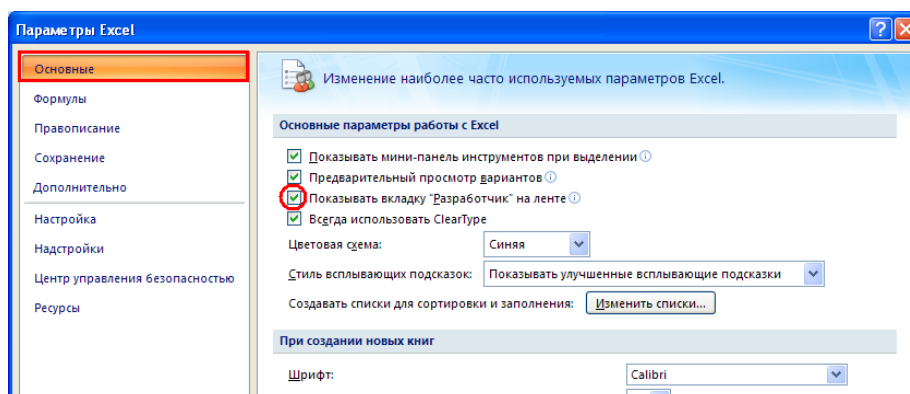 Параметры Excel
Основные
Формулы
Правописание
Сохранение
Дополнительно
Настройка
Надстройки
Центр управления безопасностью
Ресурсы
Изменение наиболее часто используемых параметров Excel.
Основные параметры работы с Excel
Показывать мини-панель инструментов при выделении
Предварительный просмотр вариантов
Показывать вкладку "Разработчик" на ленте
Всегда использовать ClearType
Цветовая схема: Синяя
Стиль всплывающих подсказок: Показывать улучшенные всплывающие подсказки
Создавать списки для сортировки и заполнения: Изменить списки...
При создании новых книг
Шрифт: Calibri